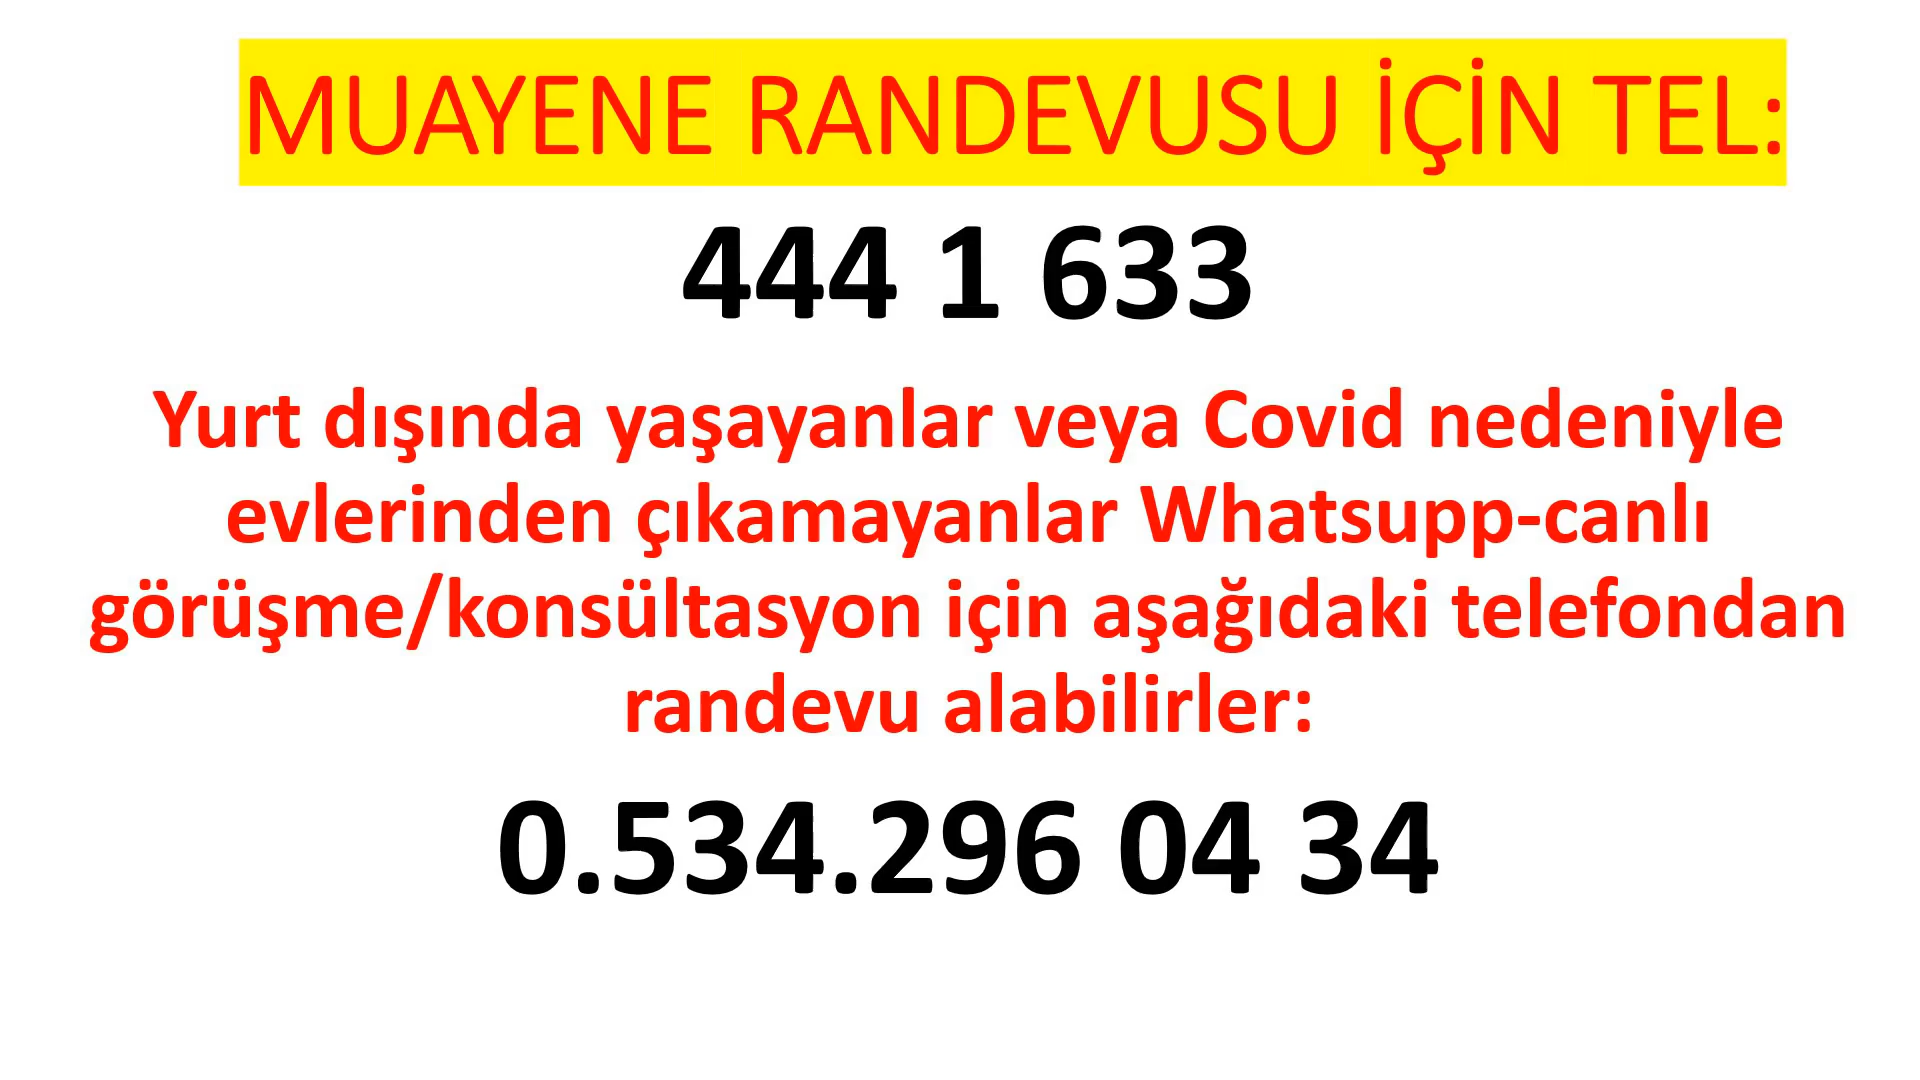 MUAYENE RANDEVUSU İÇİN TEL:
444 1 633
Yurt dışında yaşayanlar veya Covid nedeniyle
evlerinden çıkamayanlar Whatsupp-canlı
görüşme/konsültasyon için aşağıdaki telefondan
randevu alabilirler:
0.534.296 04 34